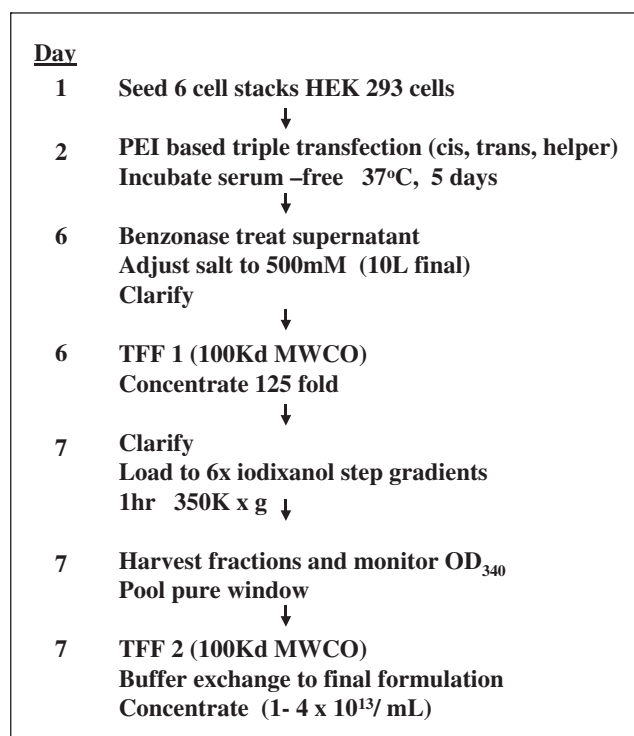 Day
1 Seed 6 cell stacks HEK 293 cells
2 PEI based triple transfection (cis, trans, helper)
Incubate serum –free 37ºC, 5 days
6 Benzonase treat supernatant
Adjust salt to 500mM (10L final)
Clarify
6 TFF 1 (100Kd MWCO)
Concentrate 125 fold
7 Clarify
Load to 6x iodixanol step gradients
1hr 350K x g
7 Harvest fractions and monitor OD₃₄₀
Pool pure window
7 TFF 2 (100Kd MWCO)
Buffer exchange to final formulation
Concentrate (1- 4 x 10¹³/ mL)